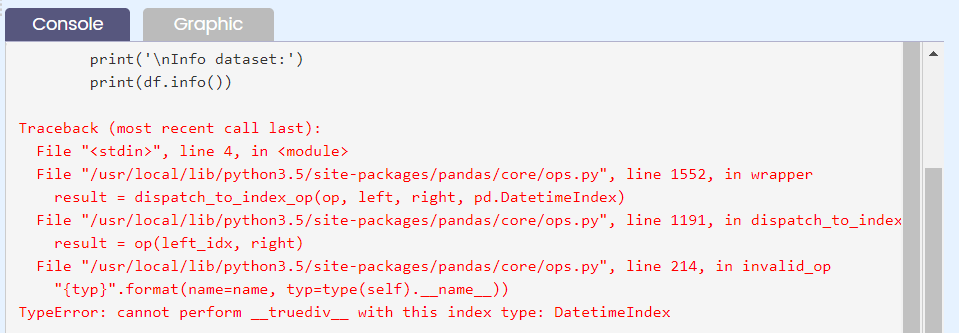 Console
Graphic
print('\nInfo dataset:')
print(df.info())
Traceback (most recent call last):
File "<stdin>", line 4, in <module>
File "/usr/local/lib/python3.5/site-packages/pandas/core/ops.py", line 1552, in wrapper
result = dispatch_to_index_op(op, left, right, pd.DatetimeIndex)
File "/usr/local/lib/python3.5/site-packages/pandas/core/ops.py", line 1191, in dispatch_to_index
result = op(left_idx, right)
File "/usr/local/lib/python3.5/site-packages/pandas/core/ops.py", line 214, in invalid_op
"{typ}".format(name=name, typ=type(self).__name__))
TypeError: cannot perform __truediv__ with this index type: DatetimeIndex